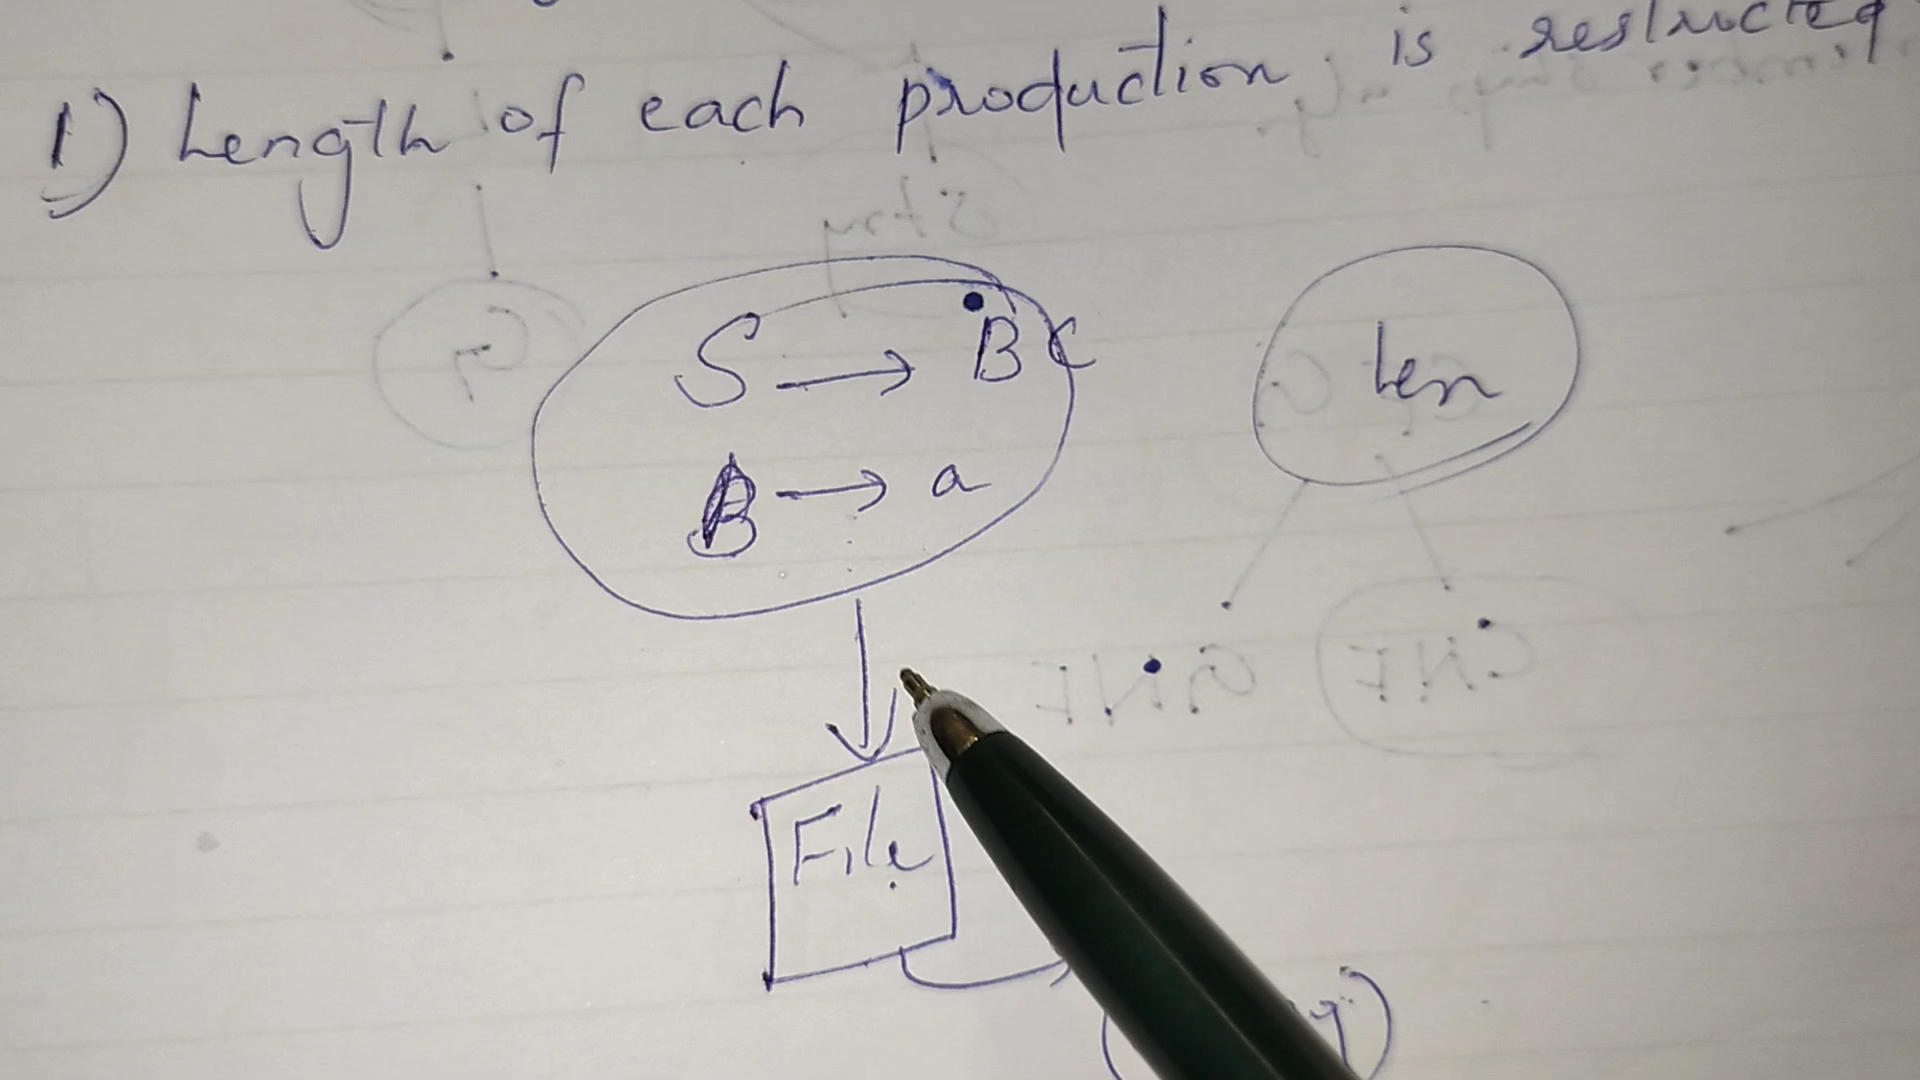 1) Length of each production is restricted
S → BC
Len
B → a
File